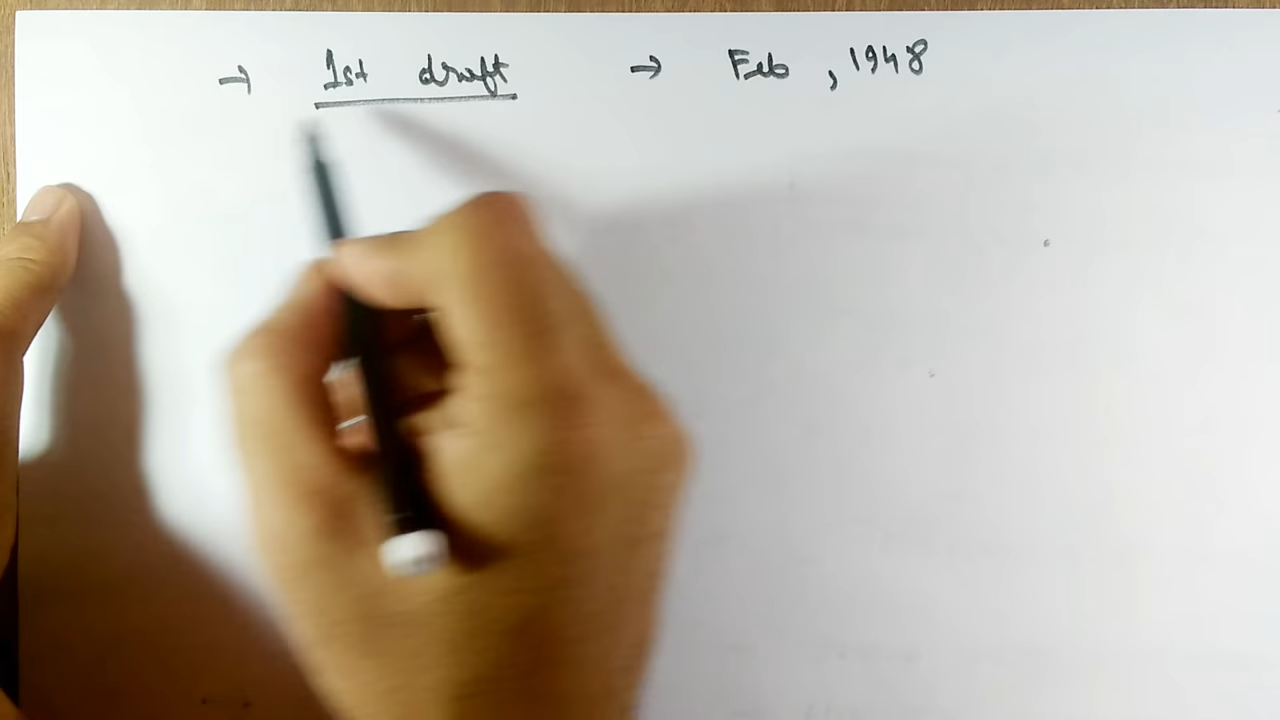 → 1st draft → Feb, 1948